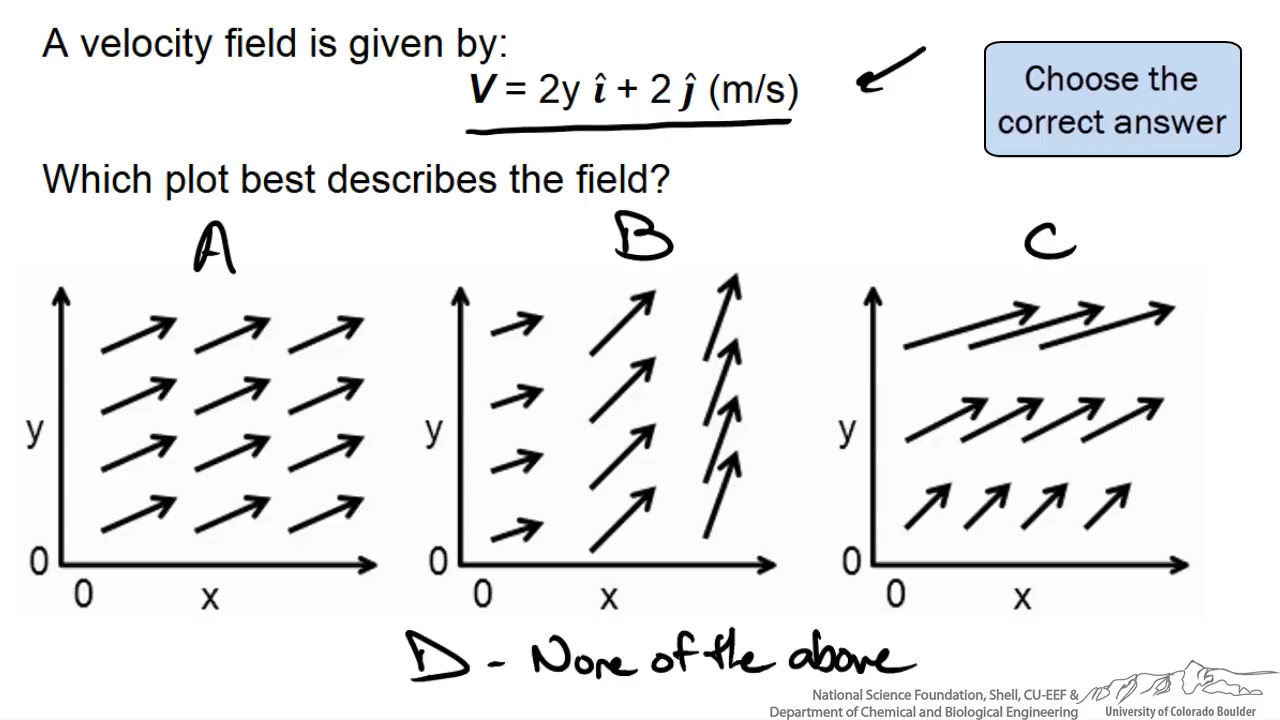 A velocity field is given by:
V = 2y î + 2 ĵ (m/s)
Choose the
correct answer
Which plot best describes the field?
A
B
C
y
0
0
x
y
0
0
x
y
0
0
x
D - None of the above
National Science Foundation, Shell, CU-EEF &
Department of Chemical and Biological Engineering
University of Colorado Boulder